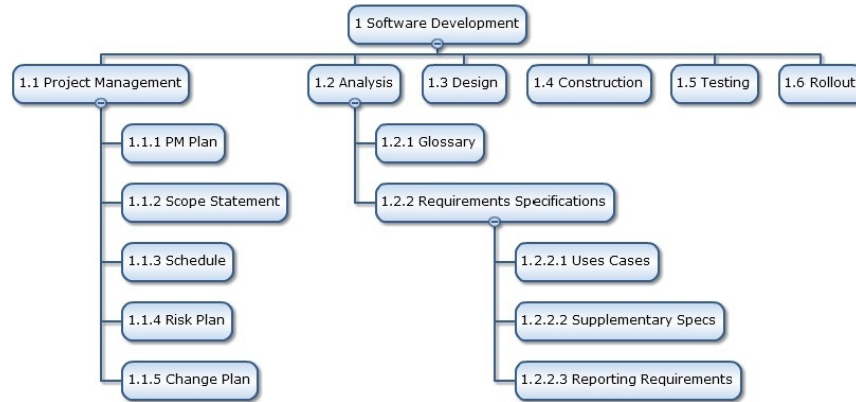 1 Software Development
1.1 Project Management
1.2 Analysis
1.3 Design
1.4 Construction
1.5 Testing
1.6 Rollout
1.1.1 PM Plan
1.2.1 Glossary
1.1.2 Scope Statement
1.2.2 Requirements Specifications
1.1.3 Schedule
1.2.2.1 Uses Cases
1.1.4 Risk Plan
1.2.2.2 Supplementary Specs
1.1.5 Change Plan
1.2.2.3 Reporting Requirements